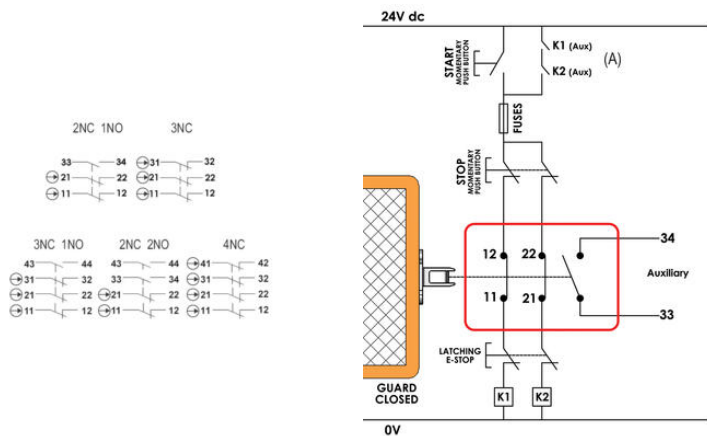 2NC 1NO
3NC
33 34
21 22
11 12
31 32
21 22
11 12
3NC 1NO
2NC 2NO
4NC
43 44
31 32
21 22
11 12
43 44
33 34
21 22
11 12
41 42
31 32
21 22
11 12
24V dc
START
MOMENTARY
PUSH BUTTON
K1 (Aux)
K2 (Aux)
(A)
FUSES
STOP
MOMENTARY
PUSH BUTTON
12
22
34
Auxiliary
11
21
33
LATCHING
E-STOP
GUARD
CLOSED
K1
K2
0V